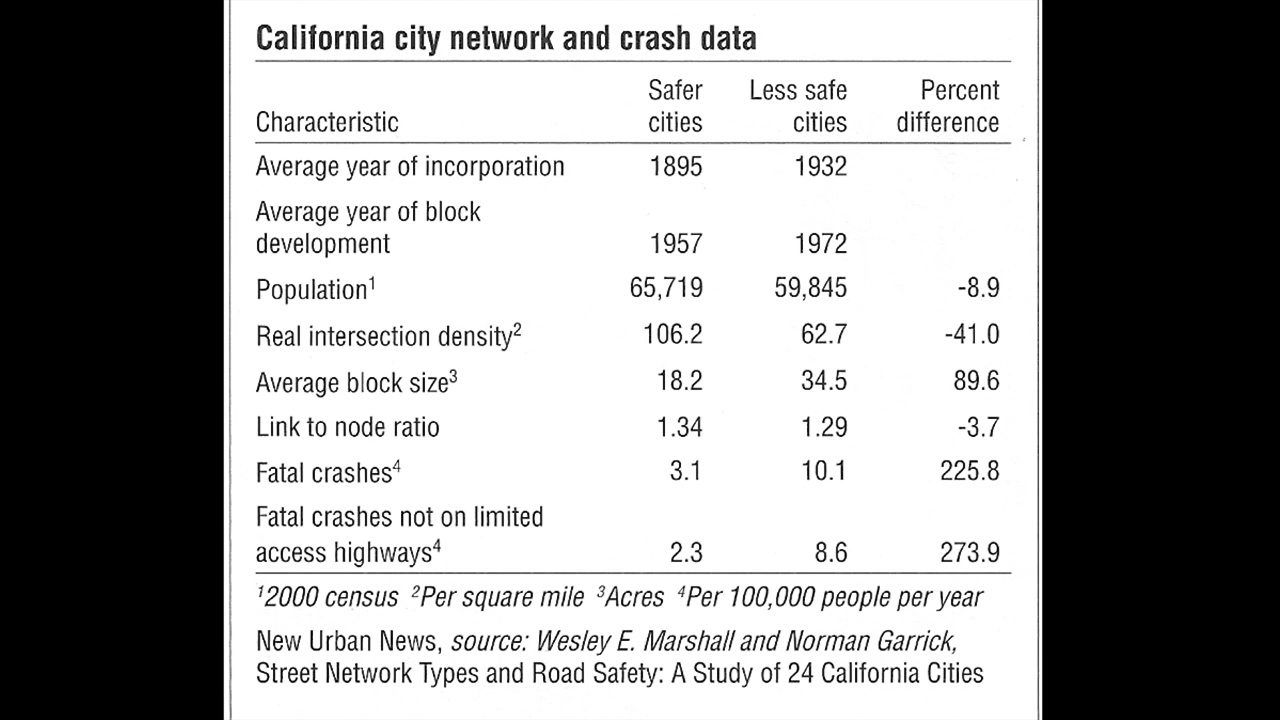 California city network and crash data
Characteristic Safer cities Less safe cities Percent difference
Average year of incorporation 1895 1932
Average year of block development 1957 1972
Population¹ 65,719 59,845 -8.9
Real intersection density² 106.2 62.7 -41.0
Average block size³ 18.2 34.5 89.6
Link to node ratio 1.34 1.29 -3.7
Fatal crashes⁴ 3.1 10.1 225.8
Fatal crashes not on limited access highways⁴ 2.3 8.6 273.9
¹2000 census ²Per square mile ³Acres ⁴Per 100,000 people per year
New Urban News, source: Wesley E. Marshall and Norman Garrick,
Street Network Types and Road Safety: A Study of 24 California Cities